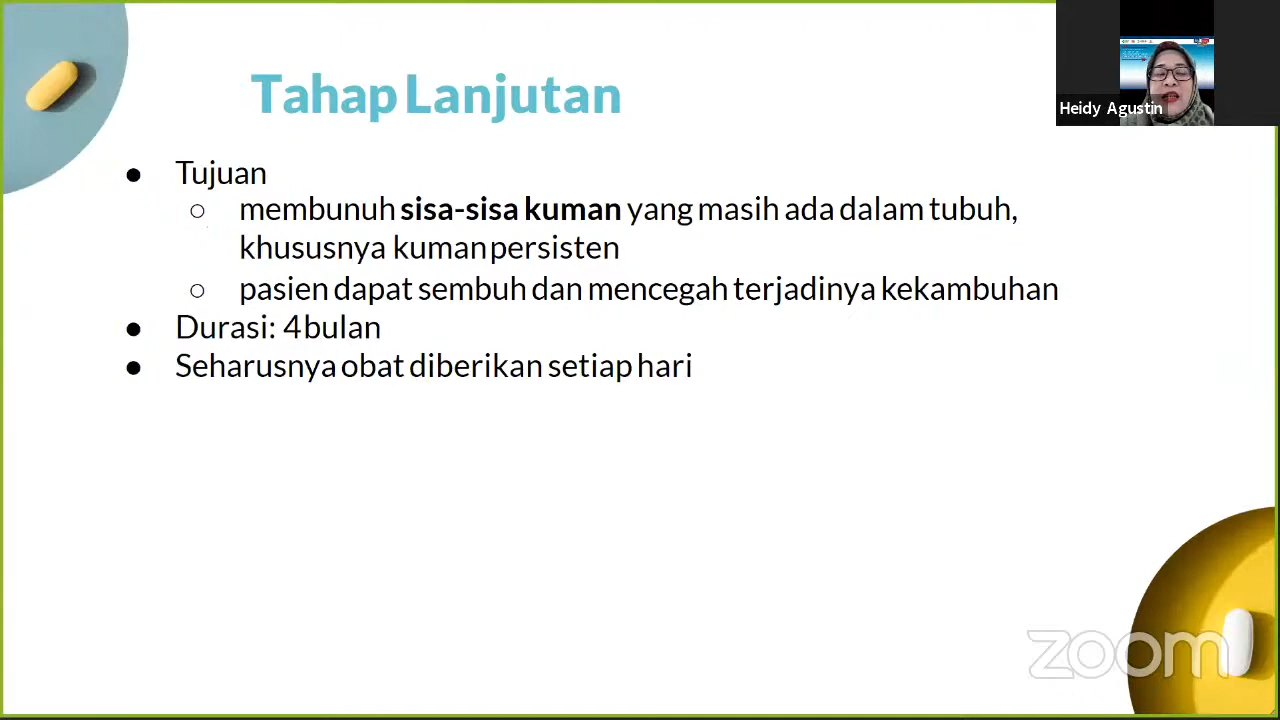 Tahap Lanjutan
Heidy Agustin
● Tujuan
○ membunuh sisa-sisa kuman yang masih ada dalam tubuh,
khususnya kuman persisten
○ pasien dapat sembuh dan mencegah terjadinya kekambuhan
● Durasi: 4 bulan
● Seharusnya obat diberikan setiap hari
zoom